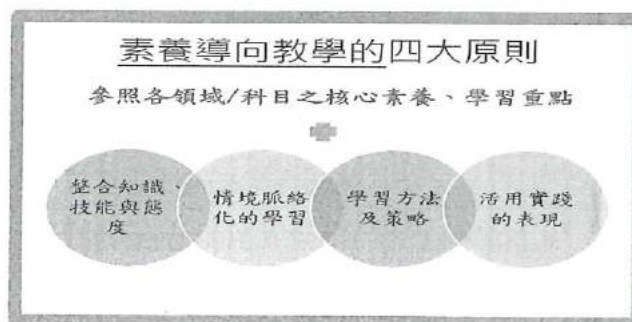 素養導向教學的四大原則
參照各領域/科目之核心素養、學習重點
整合知識、
技能與態
度
情境脈絡
化的學習
學習方法
及策略
活用實踐
的表現